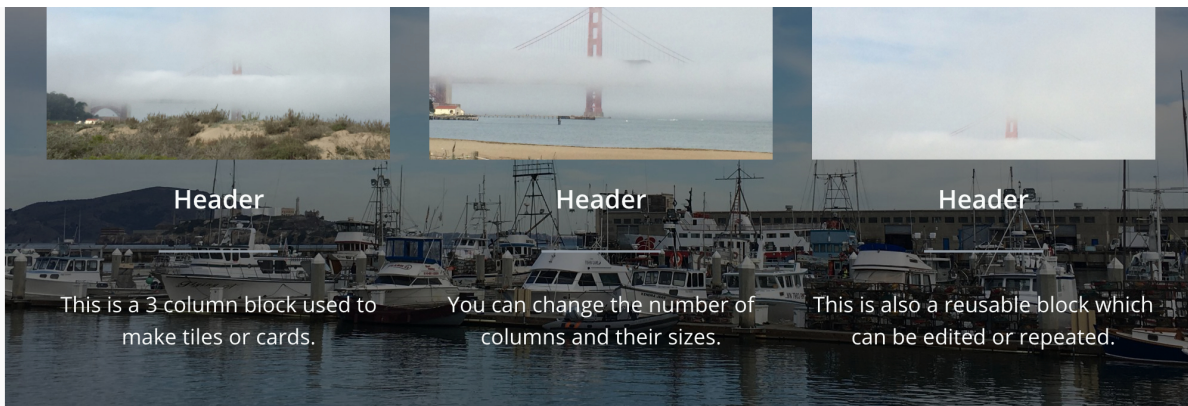 Header
This is a 3 column block used to
make tiles or cards.
Header
You can change the number of
columns and their sizes.
Header
This is also a reusable block which
can be edited or repeated.